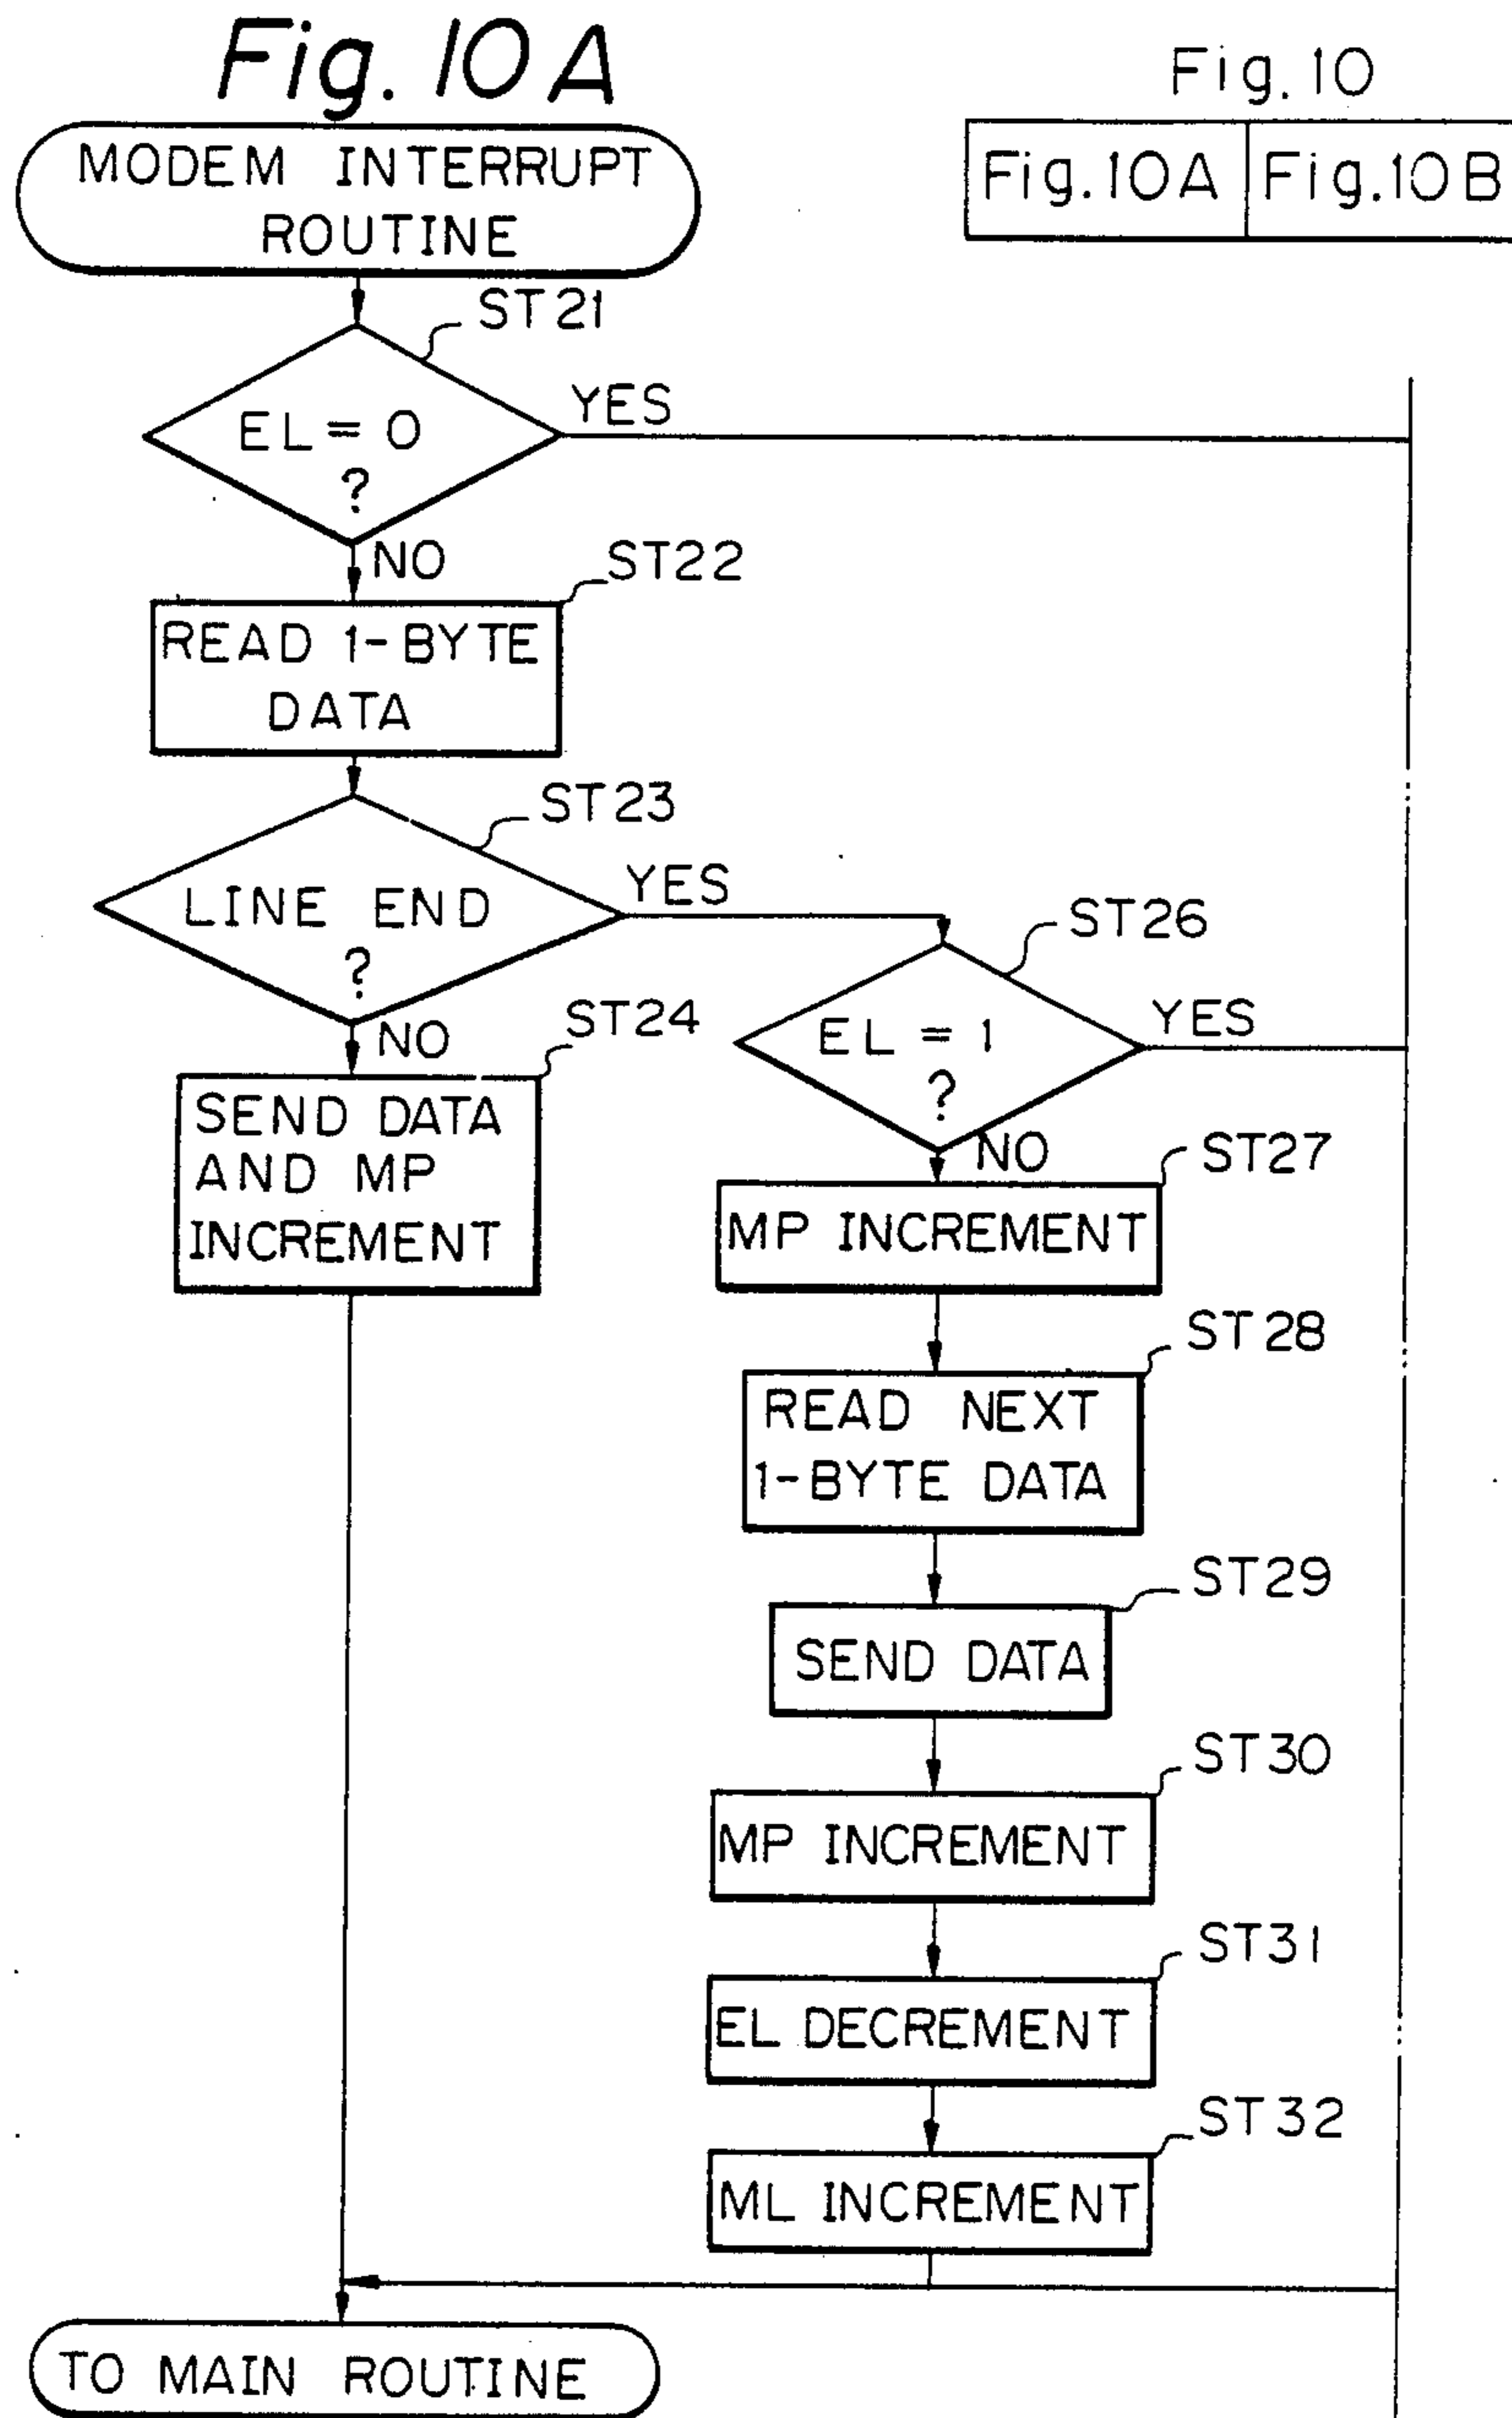 Fig. 10A
Fig. 10
Fig.10A Fig.10B
MODEM INTERRUPT
ROUTINE
ST21
EL = 0
?
YES
NO
ST22
READ 1-BYTE
DATA
ST23
LINE END
?
YES
NO
ST24
SEND DATA
AND MP
INCREMENT
ST26
EL = 1
?
YES
NO
ST27
MP INCREMENT
ST28
READ NEXT
1-BYTE DATA
ST29
SEND DATA
ST30
MP INCREMENT
ST31
EL DECREMENT
ST32
ML INCREMENT
TO MAIN ROUTINE